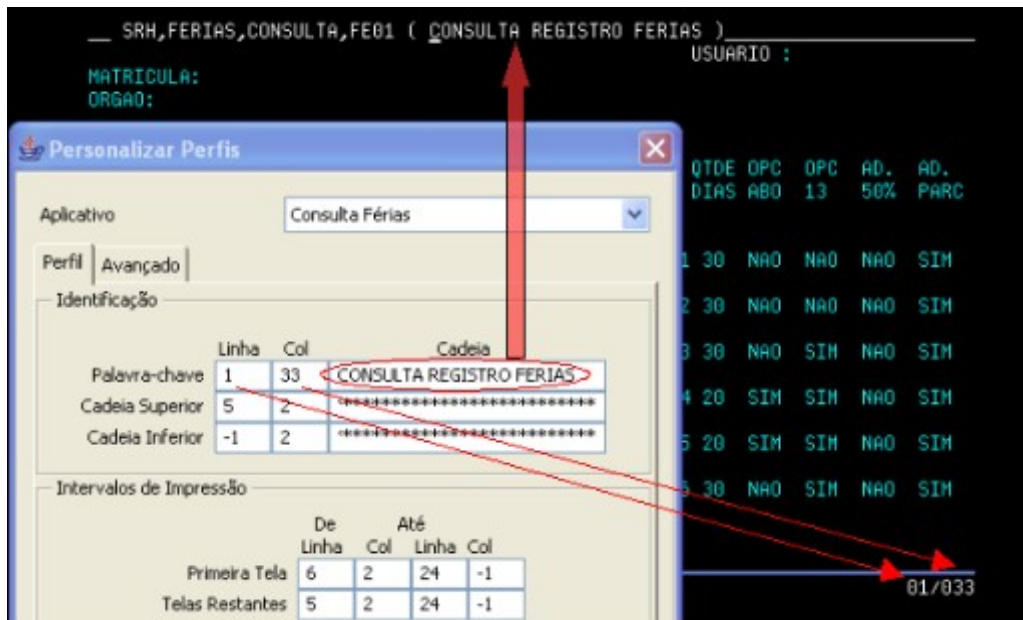 __ SRH,FERIAS,CONSULTA,FE01 ( CONSULTA REGISTRO FERIAS )
USUARIO :
MATRICULA:
ORGAO:
Personalizar Perfis
Aplicativo Consulta Férias
Perfil Avançado
Identificação
Linha Col Cadeia
Palavra-chave 1 33 CONSULTA REGISTRO FERIAS
Cadeia Superior 5 2 ***************************
Cadeia Inferior -1 2 ***************************
Intervalos de Impressão
De Até
Linha Col Linha Col
Primeira Tela 6 2 24 -1
Telas Restantes 5 2 24 -1
QTDE OPC OPC AD. AD.
DIAS ABO 13 50% PARC
1 30 NAO NAO NAO SIM
2 30 NAO NAO NAO SIM
3 30 NAO SIM NAO SIM
4 20 SIM SIM NAO SIM
5 20 SIM SIM NAO SIM
6 30 NAO SIM NAO SIM
01/033